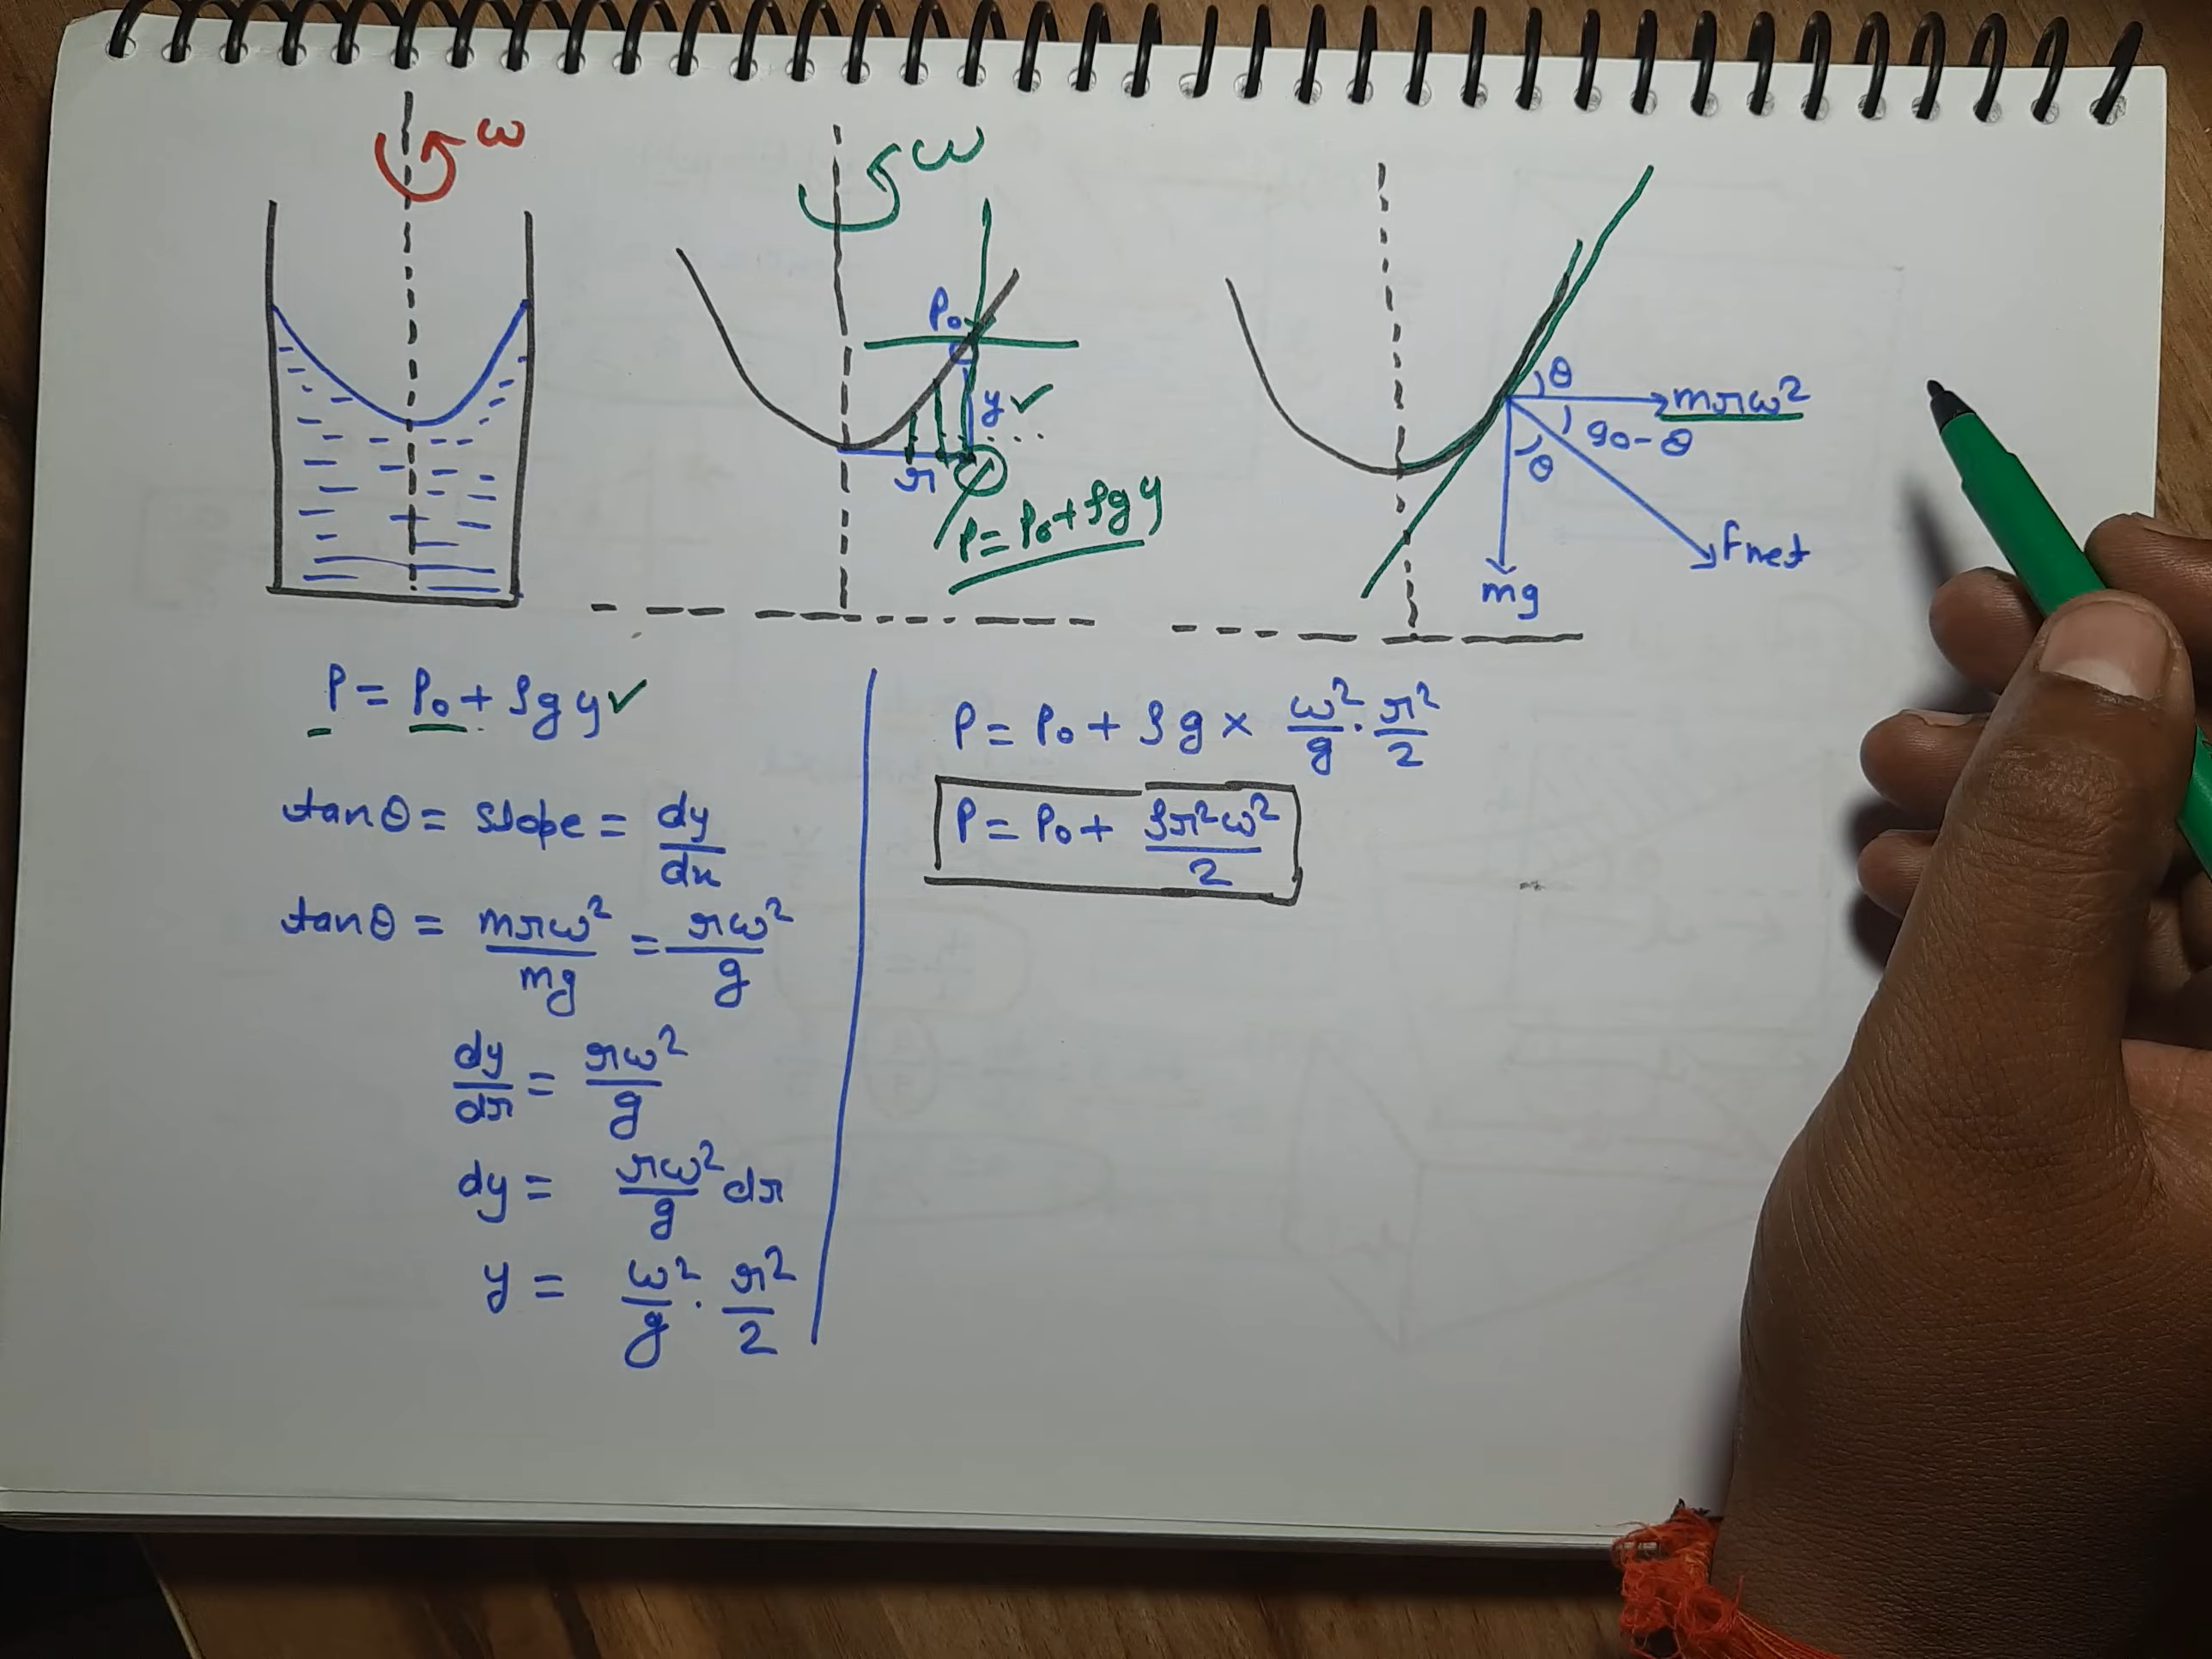 ω
ω
P₀
y ✓
r
P = P₀ + ρgy
θ
mrω²
90-θ
θ
mg
Fnet
P = P₀ + ρgy ✓
tanθ = slope = dy/dx
tanθ = mrω²/mg = rω²/g
dy/dr = rω²/g
dy = rω²/g dr
y = ω²/g · r²/2
P = P₀ + ρg × ω²/g · r²/2
P = P₀ + ρr²ω²/2